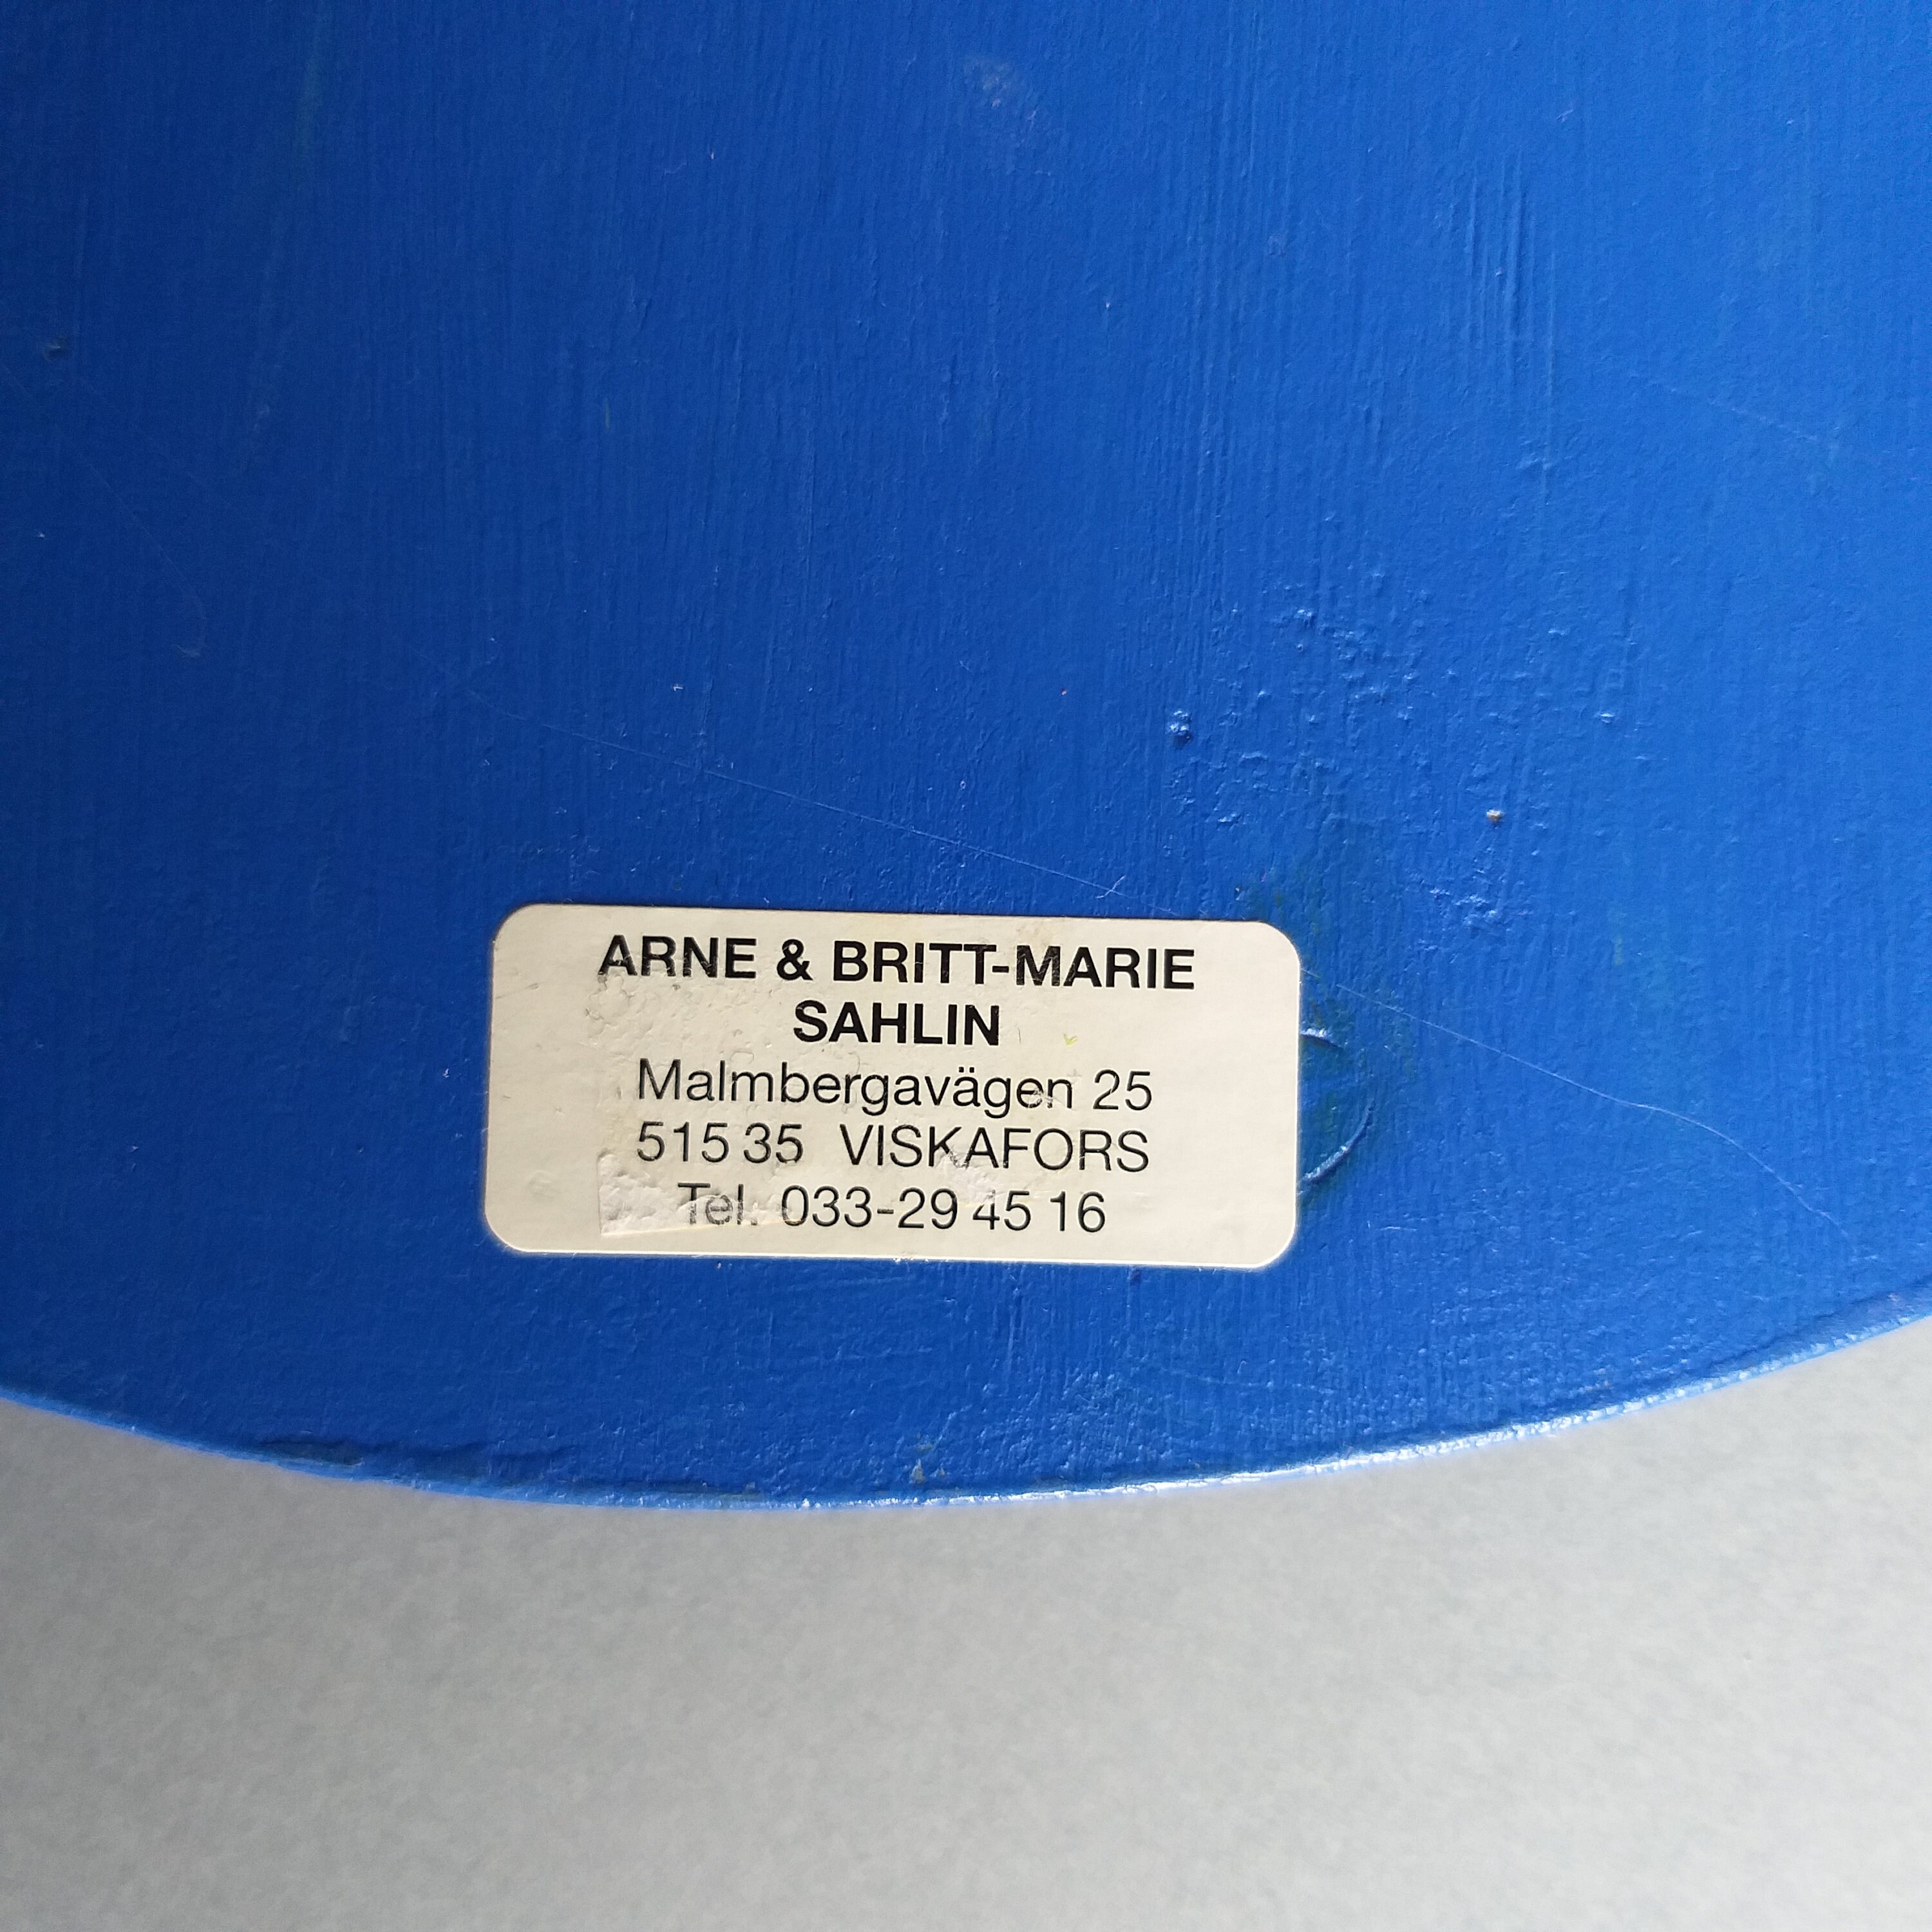 ARNE & BRITT-MARIE
SAHLIN
Malmbergavägen 25
515 35 VISKAFORS
Tel. 033-29 45 16